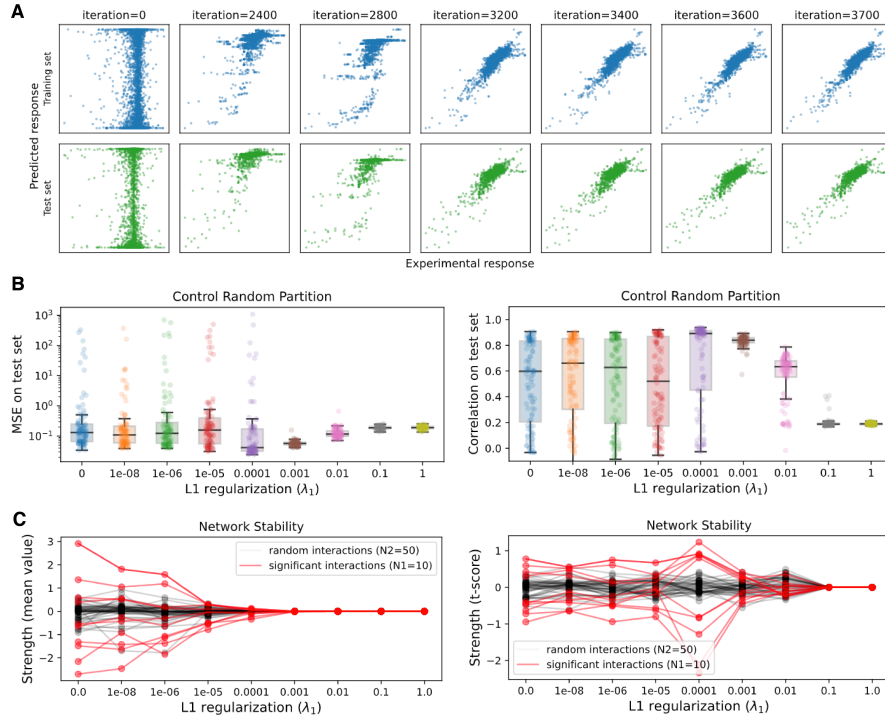 A
iteration=0 iteration=2400 iteration=2800 iteration=3200 iteration=3400 iteration=3600 iteration=3700
Predicted response
Training set
Test set
Experimental response
B
Control Random Partition
MSE on test set
10³
10²
10¹
10⁰
10⁻¹
0 1e-08 1e-06 1e-05 0.0001 0.001 0.01 0.1 1
L1 regularization (λ₁)
Control Random Partition
Correlation on test set
1.0
0.8
0.6
0.4
0.2
0.0
0 1e-08 1e-06 1e-05 0.0001 0.001 0.01 0.1 1
L1 regularization (λ₁)
C
Network Stability
Strength (mean value)
3
2
1
0
−1
−2
random interactions (N2=50)
significant interactions (N1=10)
0.0 1e-08 1e-06 1e-05 0.0001 0.001 0.01 0.1 1.0
L1 regularization (λ₁)
Network Stability
Strength (t-score)
1
0
−1
−2
random interactions (N2=50)
significant interactions (N1=10)
0.0 1e-08 1e-06 1e-05 0.0001 0.001 0.01 0.1 1.0
L1 regularization (λ₁)